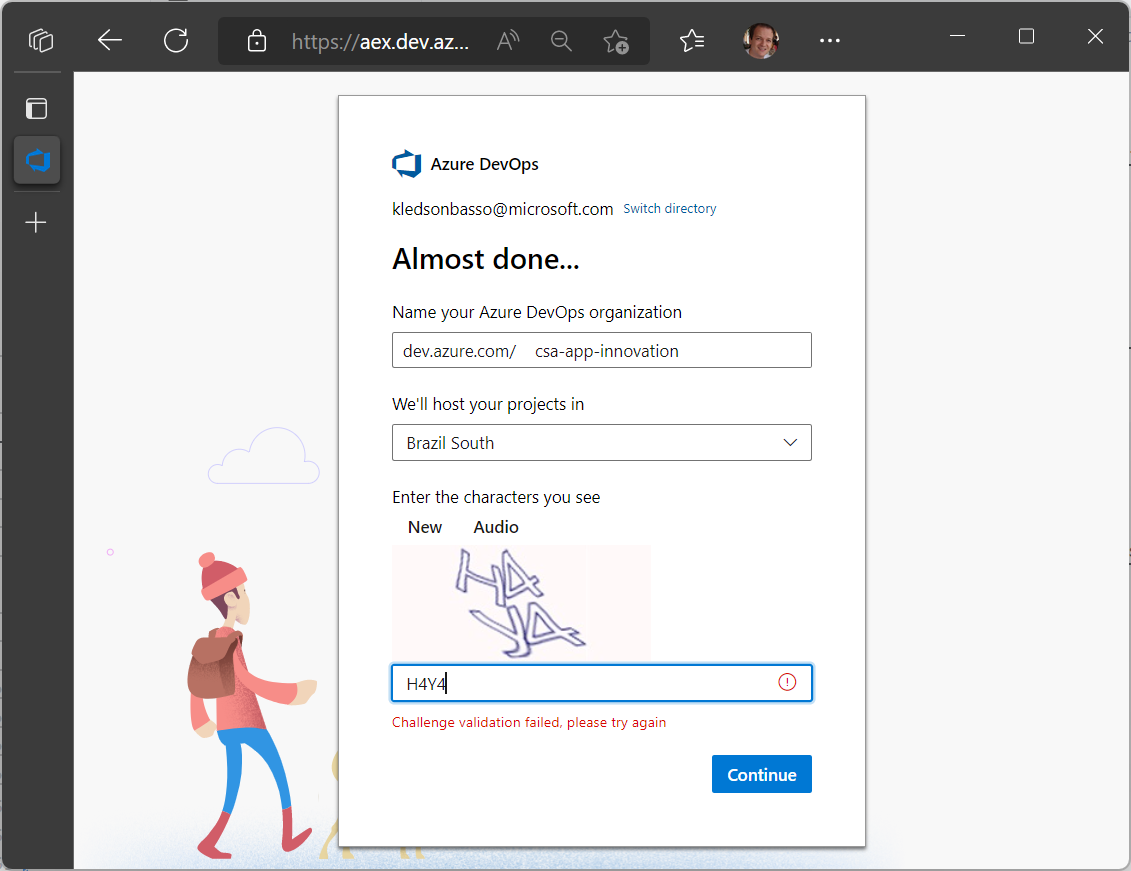 https://aex.dev.az...
Azure DevOps
kledsonbasso@microsoft.com Switch directory
Almost done...
Name your Azure DevOps organization
dev.azure.com/ csa-app-innovation
We'll host your projects in
Brazil South
Enter the characters you see
New Audio
H4
Y4
H4Y4
Challenge validation failed, please try again
Continue